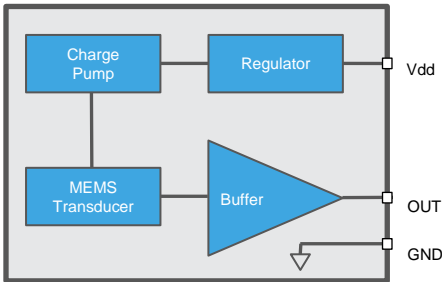 Charge
Pump
Regulator
Vdd
MEMS
Transducer
Buffer
OUT
GND